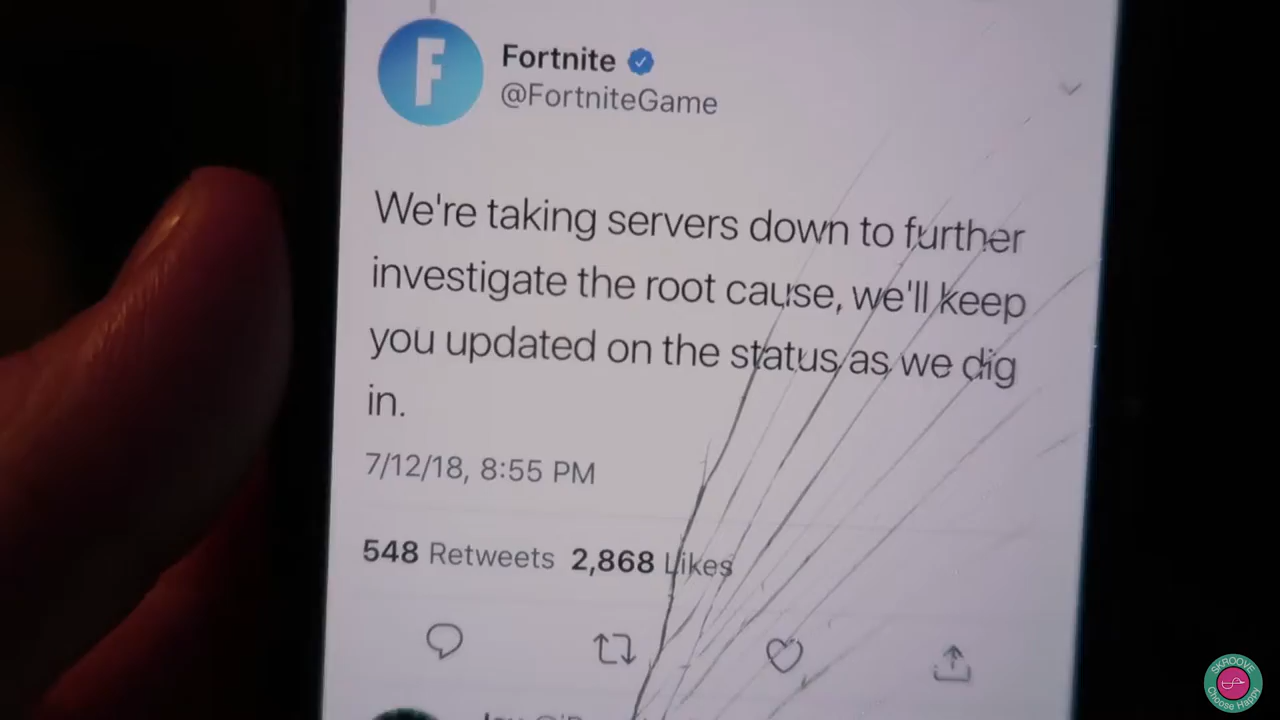 F
Fortnite
@FortniteGame
We're taking servers down to further
investigate the root cause, we'll keep
you updated on the status as we dig
in.
7/12/18, 8:55 PM
548 Retweets 2,868 Likes
SKROOVE
Choose Happy